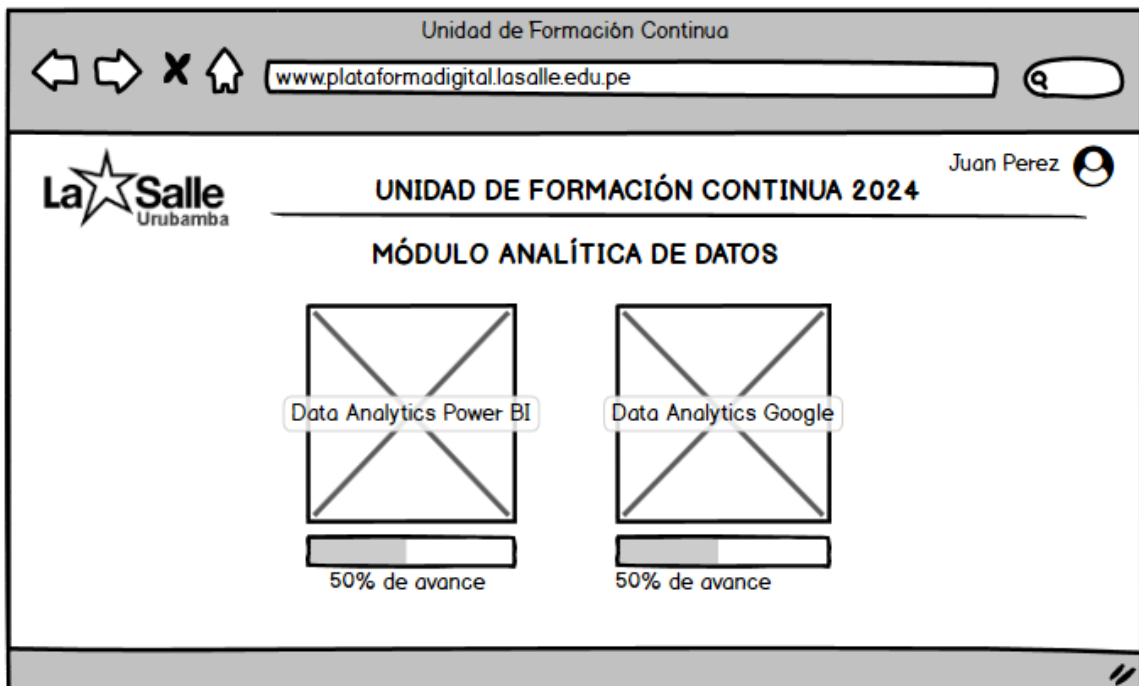 Unidad de Formación Continua
www.plataformadigital.lasalle.edu.pe
Juan Perez
La Salle
Urubamba
UNIDAD DE FORMACIÓN CONTINUA 2024
MÓDULO ANALÍTICA DE DATOS
Data Analytics Power BI
Data Analytics Google
50% de avance
50% de avance